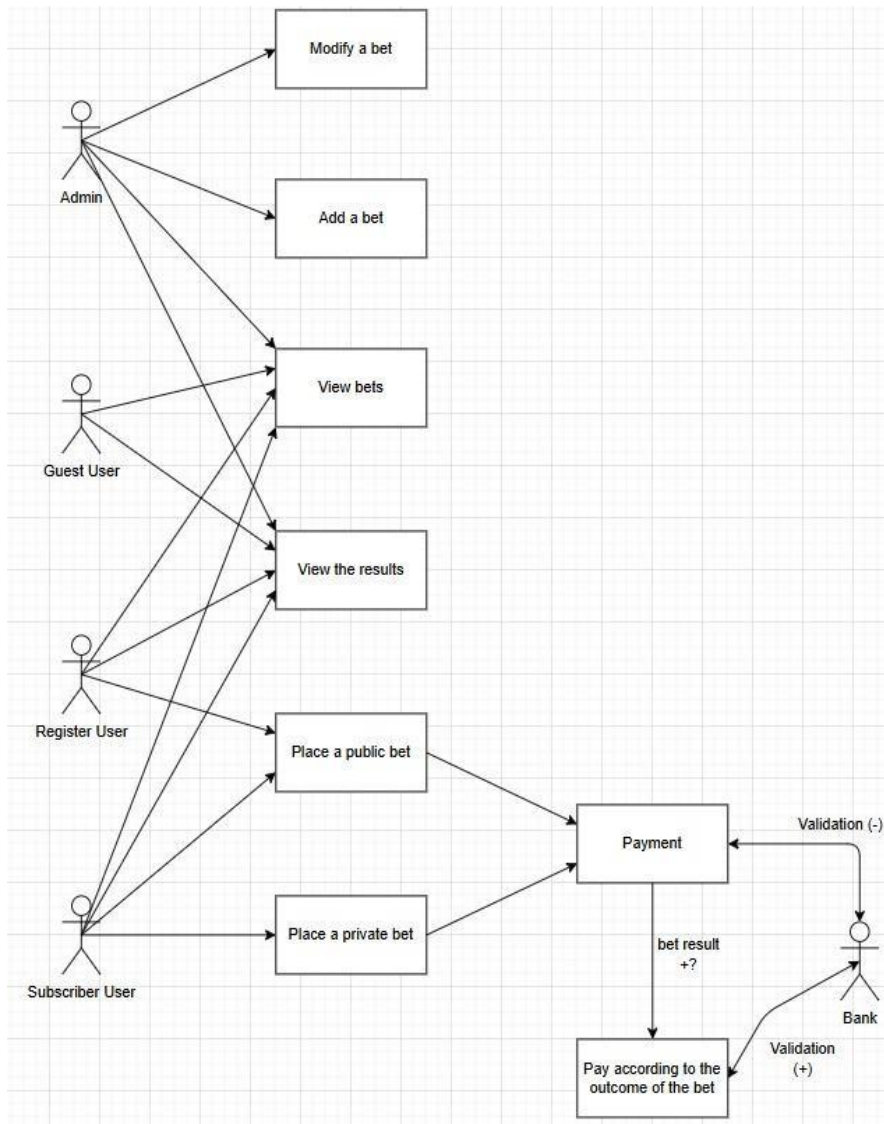 Modify a bet
Admin
Add a bet
View bets
Guest User
View the results
Register User
Place a public bet
Payment
Validation (-)
Place a private bet
bet result
+?
Subscriber User
Bank
Validation
(+)
Pay according to the
outcome of the bet